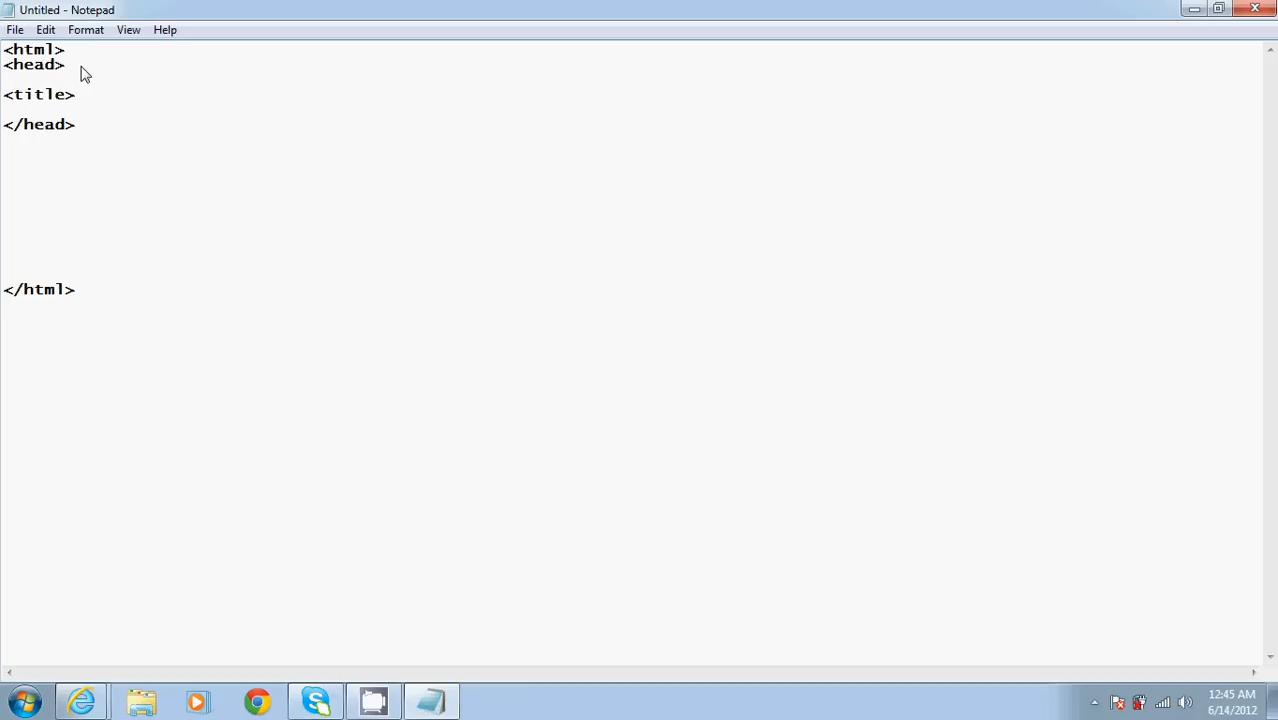 Untitled - Notepad
File Edit Format View Help
<html>
<head>
<title>
</head>
</html>
12:45 AM
6/14/2012